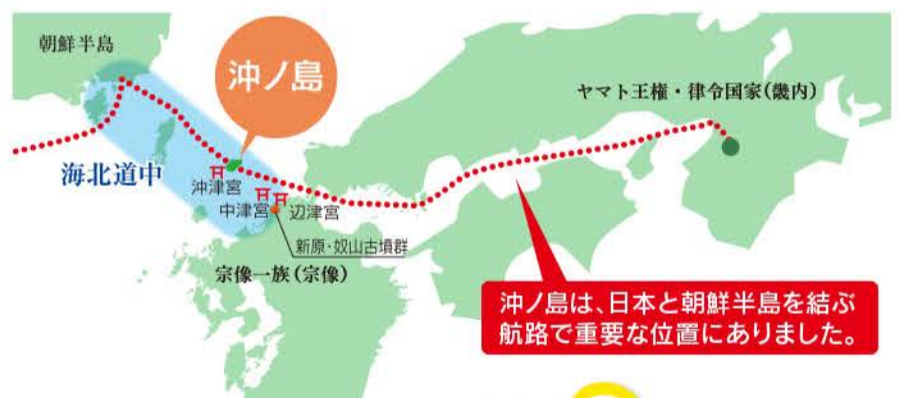 朝鮮半島
沖ノ島
ヤマト王権・律令国家(畿内)
海北道中
沖津宮
中津宮
辺津宮
新原・奴山古墳群
宗像一族(宗像)
沖ノ島は、日本と朝鮮半島を結ぶ
航路で重要な位置にありました。